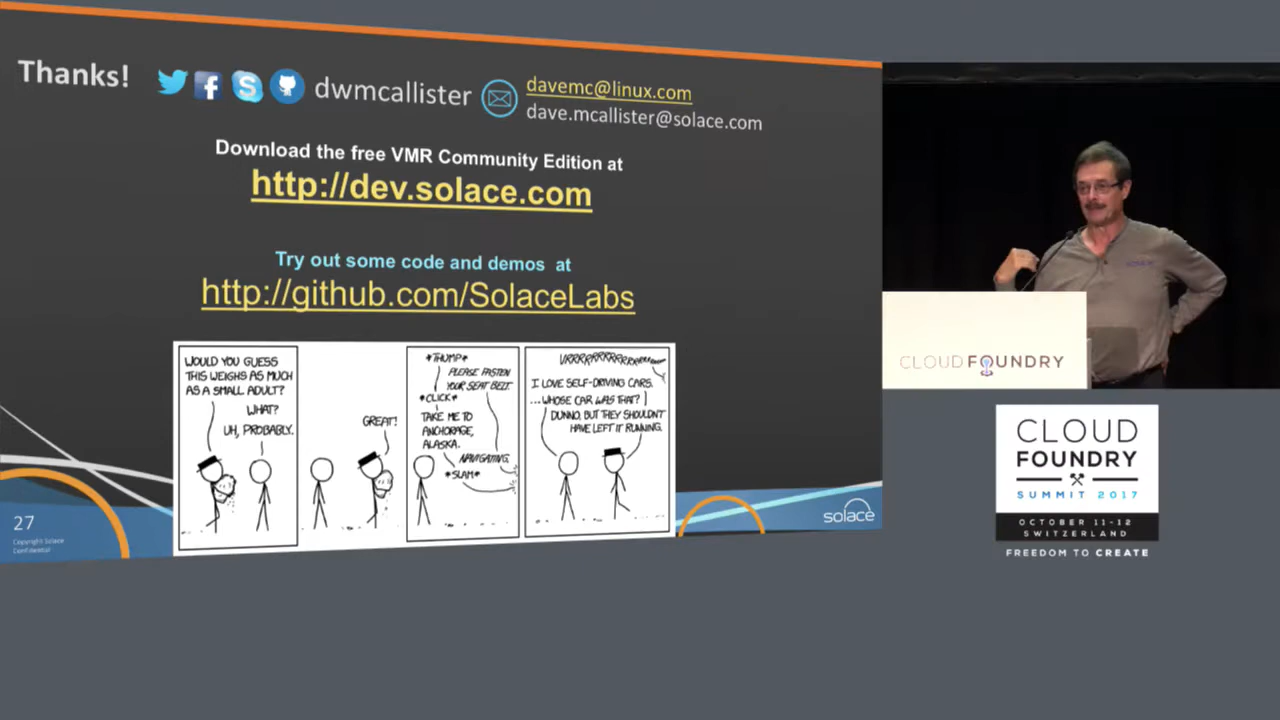 Thanks!
dwmcallister
davemc@linux.com
dave.mcallister@solace.com
Download the free VMR Community Edition at
http://dev.solace.com
Try out some code and demos at
http://github.com/SolaceLabs
WOULD YOU GUESS
THIS WEIGHS AS MUCH
AS A SMALL ADULT?
WHAT?
UH, PROBABLY.
GREAT!
*THUMP*
PLEASE FASTEN
YOUR SEAT BELT.
*CLICK*
TAKE ME TO
ANCHORAGE,
ALASKA.
NAVIGATING.
*SLAM*
I LOVE SELF-DRIVING CARS.
...WHOSE CAR WAS THAT?
DUNNO, BUT THEY SHOULDN'T
HAVE LEFT IT RUNNING.
27
Copyright Solace
Confidential
solace
CLOUD FOUNDRY
CLOUD
FOUNDRY
SUMMIT 2017
OCTOBER 11-12
SWITZERLAND
FREEDOM TO CREATE